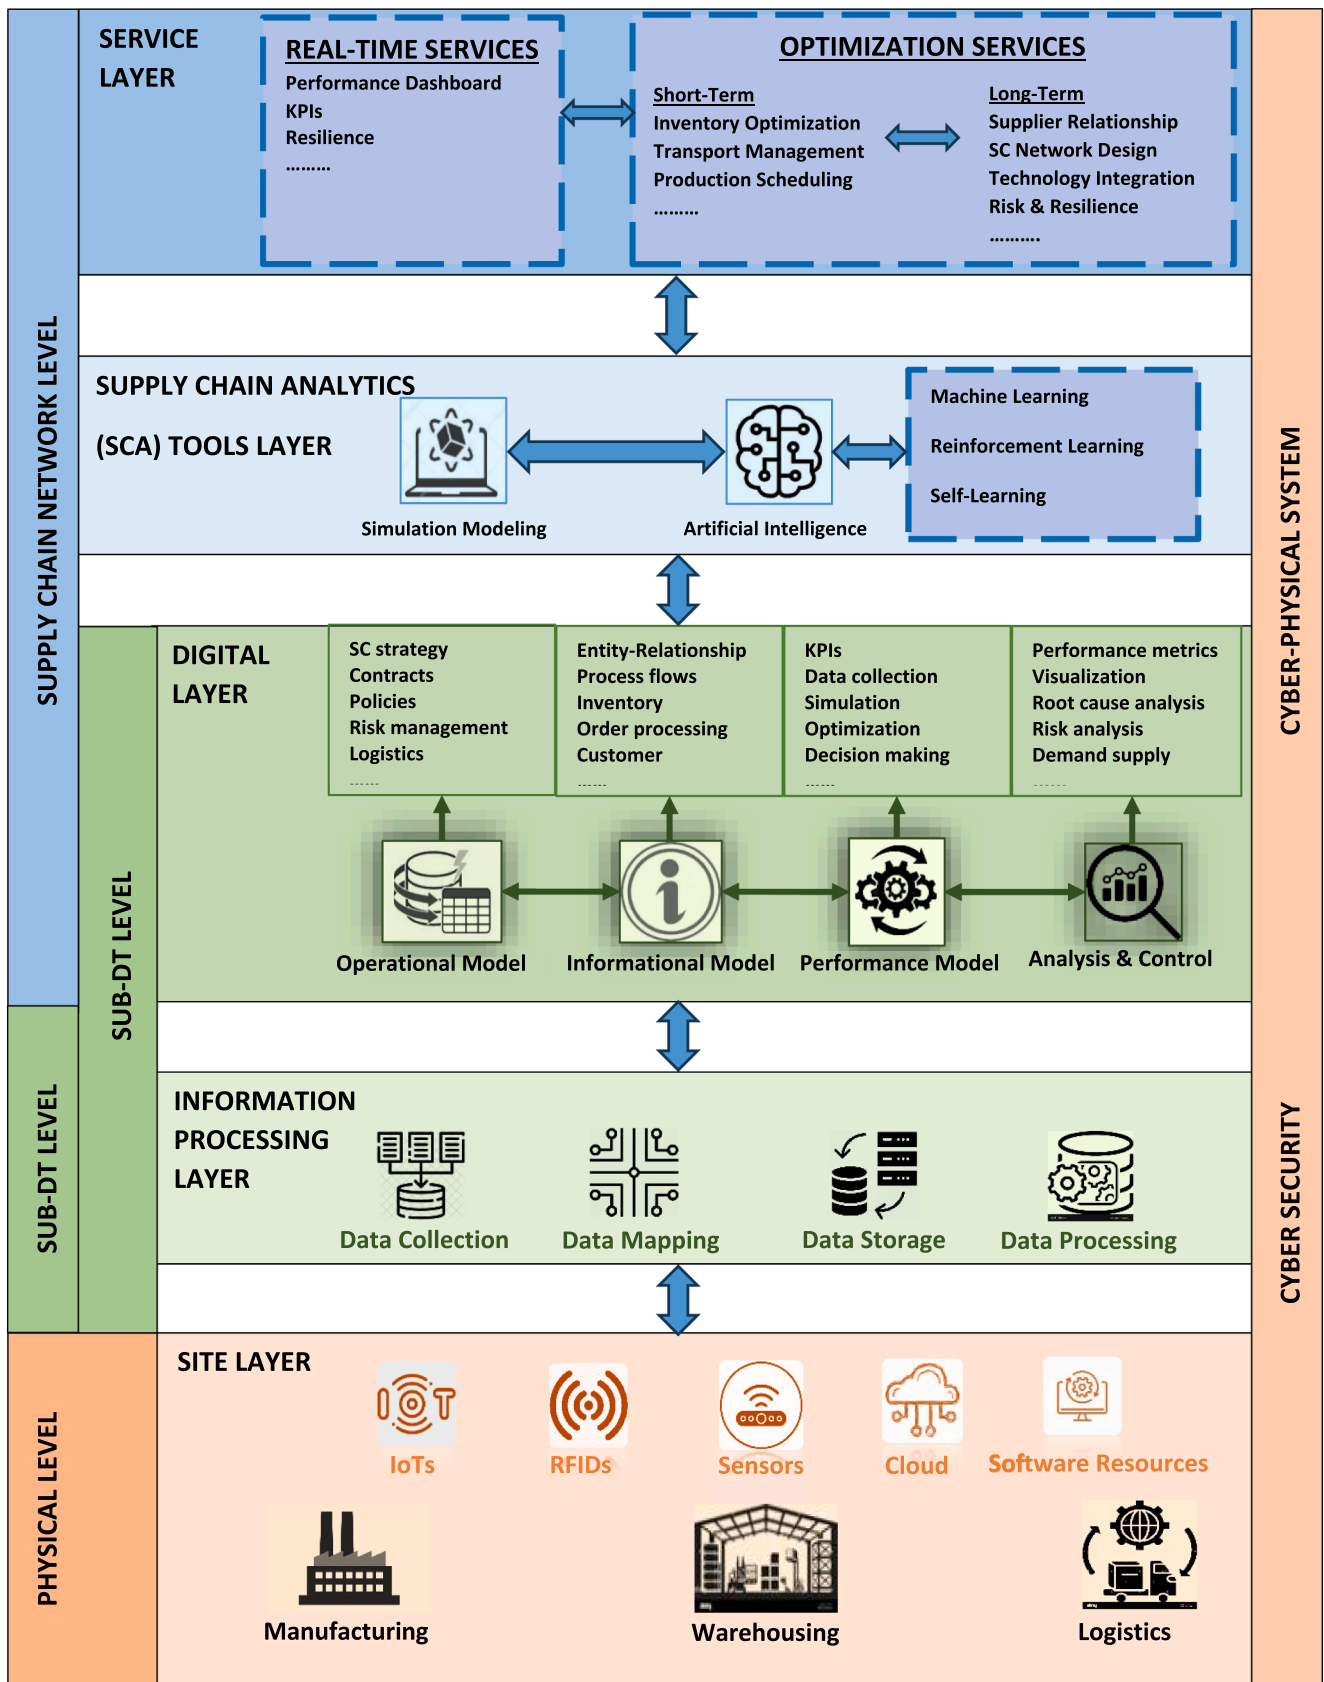 SERVICE
LAYER
REAL-TIME SERVICES
Performance Dashboard
KPIs
Resilience
………
OPTIMIZATION SERVICES
Short-Term
Inventory Optimization
Transport Management
Production Scheduling
………
Long-Term
Supplier Relationship
SC Network Design
Technology Integration
Risk & Resilience
……….
SUPPLY CHAIN NETWORK LEVEL
SUPPLY CHAIN ANALYTICS
(SCA) TOOLS LAYER
Simulation Modeling
Artificial Intelligence
Machine Learning
Reinforcement Learning
Self-Learning
CYBER-PHYSICAL SYSTEM
DIGITAL
LAYER
SC strategy
Contracts
Policies
Risk management
Logistics
......
Entity-Relationship
Process flows
Inventory
Order processing
Customer
......
KPIs
Data collection
Simulation
Optimization
Decision making
......
Performance metrics
Visualization
Root cause analysis
Risk analysis
Demand supply
......
Operational Model
Informational Model
Performance Model
Analysis & Control
SUB-DT LEVEL
SUB-DT LEVEL
INFORMATION
PROCESSING
LAYER
Data Collection
Data Mapping
Data Storage
Data Processing
CYBER SECURITY
PHYSICAL LEVEL
SITE LAYER
IOT
IoTs
RFIDs
Sensors
Cloud
Software Resources
Manufacturing
Warehousing
Logistics